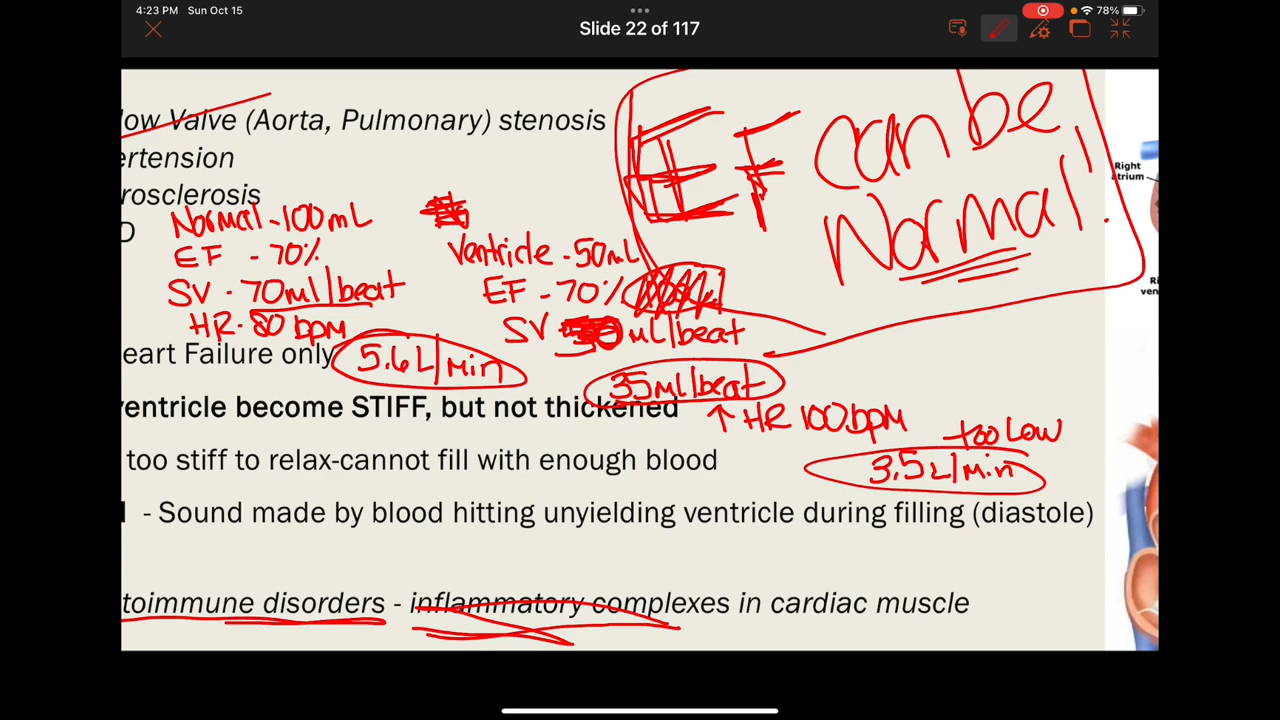 4:23 PM Sun Oct 15
78%
Slide 22 of 117
low Valve (Aorta, Pulmonary) stenosis
ertension
rosclerosis
D
EF can be
Normal!
Right
atrium
Normal - 100mL
EF - 70%
SV - 70ml/beat
HR - 80 bpm
5.6L/min
Ventricle - 50mL
EF - 70%
SV ml/beat
35ml/beat
↑ HR 100bpm
too Low
3.5L/min
eart Failure only
ventricle become STIFF, but not thickened
too stiff to relax-cannot fill with enough blood
- Sound made by blood hitting unyielding ventricle during filling (diastole)
toimmune disorders - inflammatory complexes in cardiac muscle